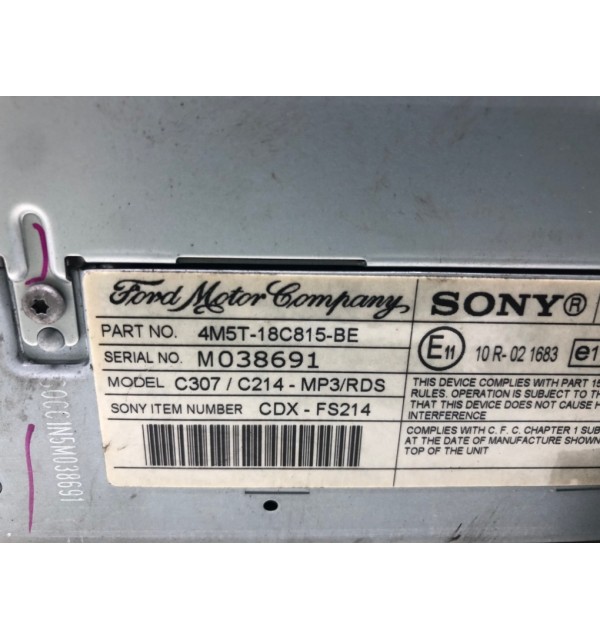 Ford Motor Company
PART NO. 4M5T-18C815-BE
SERIAL NO. M038691
MODEL C307 / C214 - MP3/RDS
SONY ITEM NUMBER CDX - FS214
SONY®
E11 10 R- 02 1683 e1
THIS DEVICE COMPLIES WITH PART 15
RULES. OPERATION IS SUBJECT TO TH
THAT THIS DEVICE DOES NOT CAUSE H
INTERFERENCE
COMPLIES WITH C. F. C. CHAPTER 1 SUB
AT THE DATE OF MANUFACTURE SHOWN
TOP OF THE UNIT
M038691